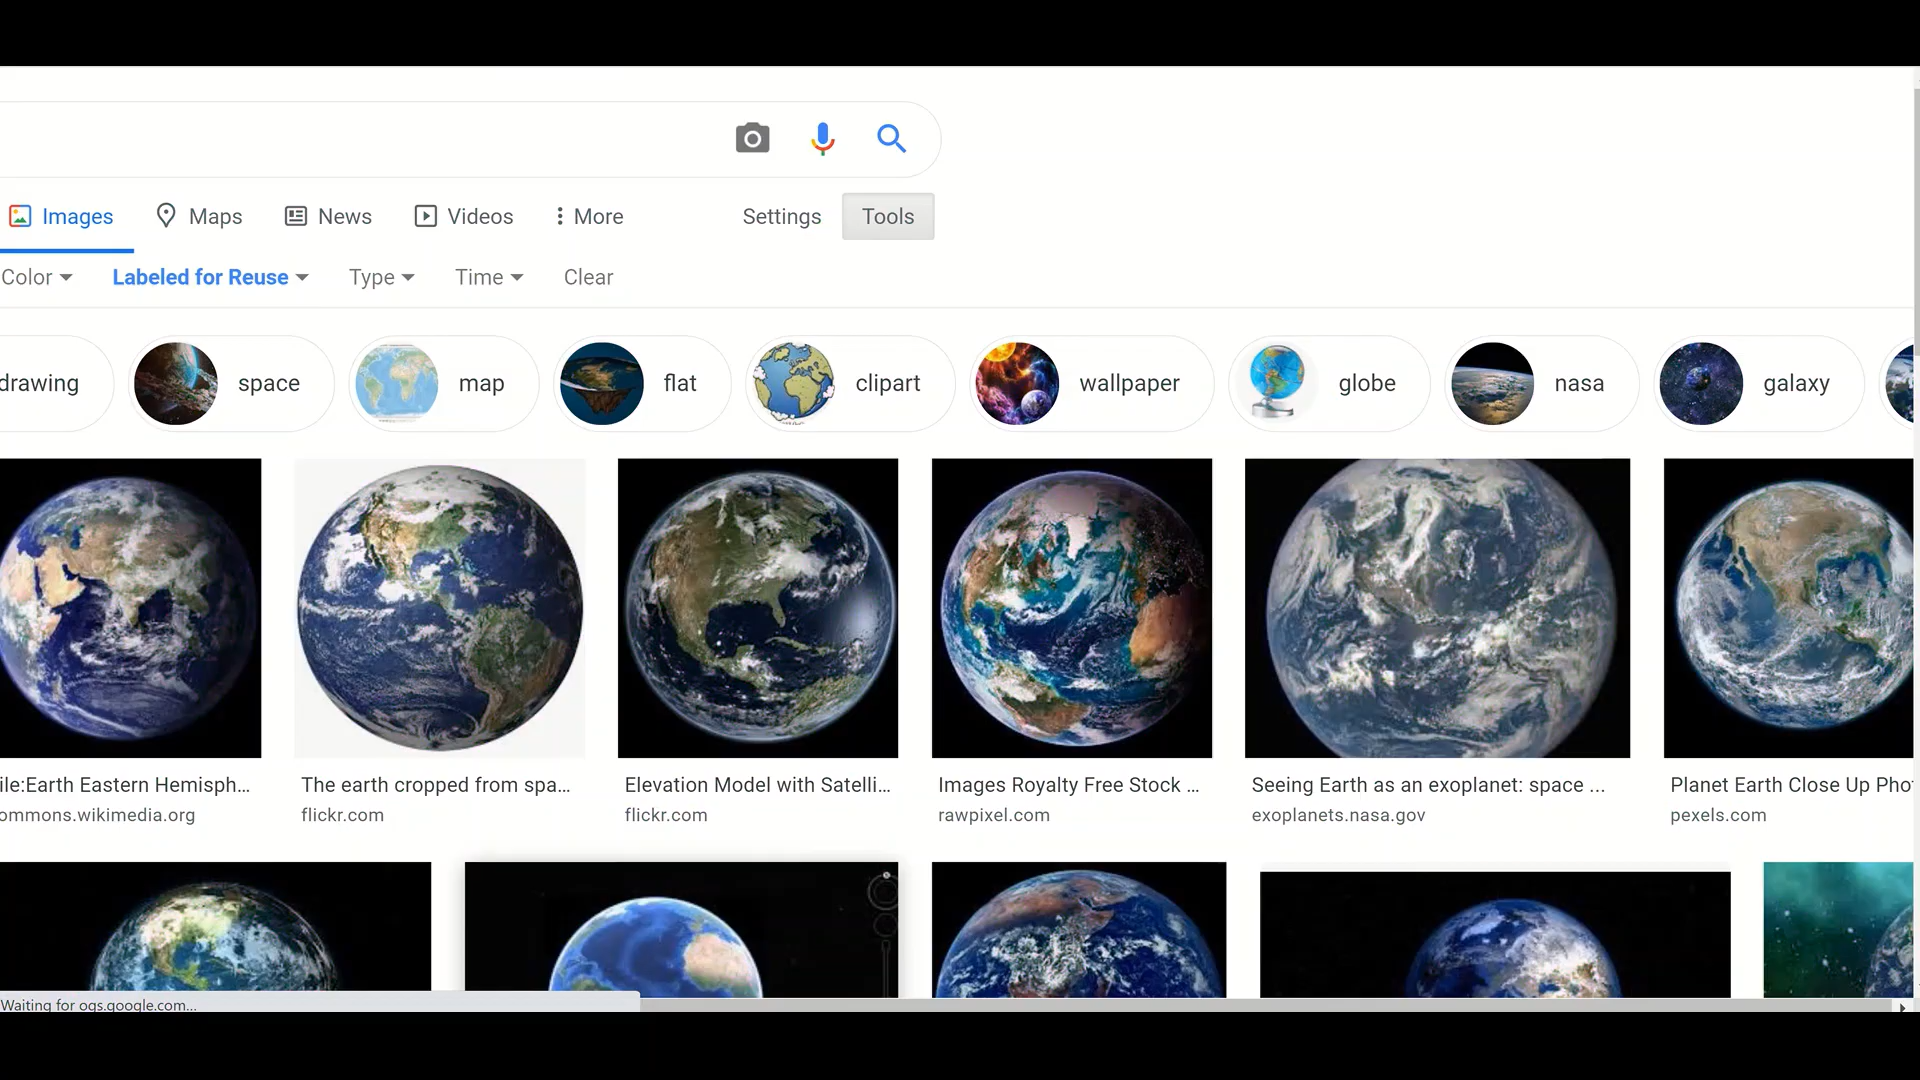 Images Maps News Videos More Settings Tools
Color Labeled for Reuse Type Time Clear
drawing space map flat clipart wallpaper globe nasa galaxy
ile:Earth Eastern Hemisph... The earth cropped from spa... Elevation Model with Satelli... Images Royalty Free Stock ... Seeing Earth as an exoplanet: space ... Planet Earth Close Up Pho
ommons.wikimedia.org flickr.com flickr.com rawpixel.com exoplanets.nasa.gov pexels.com
Waiting for ogs.google.com...